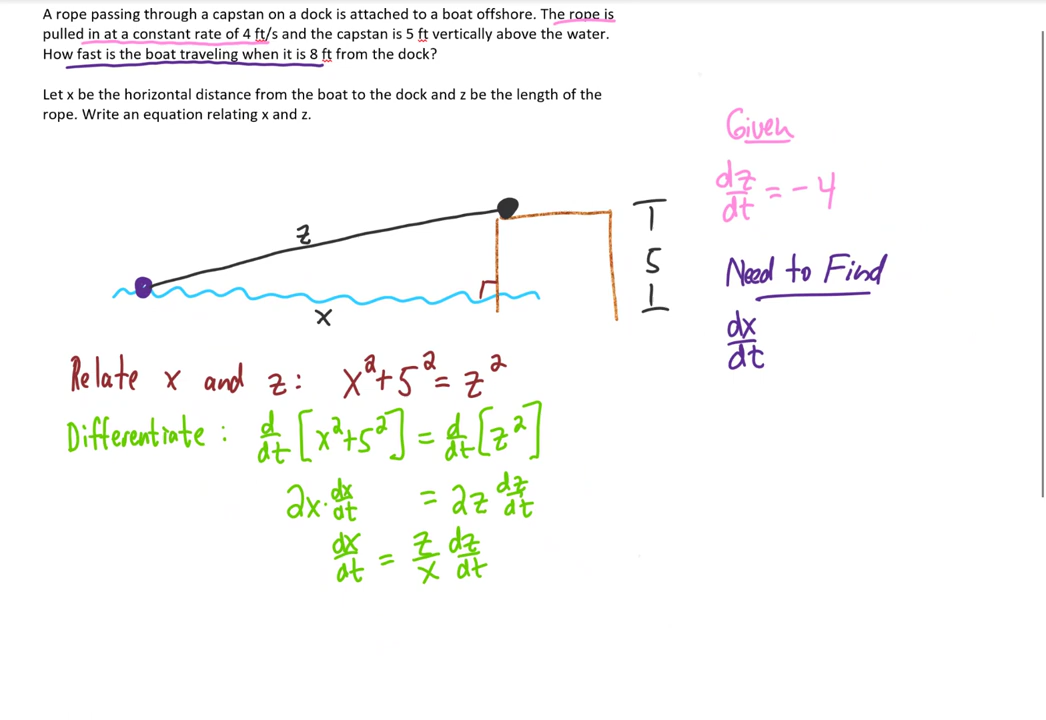 A rope passing through a capstan on a dock is attached to a boat offshore. The rope is
pulled in at a constant rate of 4 ft/s and the capstan is 5 ft vertically above the water.
How fast is the boat traveling when it is 8 ft from the dock?
Let x be the horizontal distance from the boat to the dock and z be the length of the
rope. Write an equation relating x and z.
Given
dz/dt = -4
Need to Find
dx/dt
z
5
x
Relate x and z: x² + 5² = z²
Differentiate: d/dt [x² + 5²] = d/dt [z²]
2x · dx/dt = 2z dz/dt
dx/dt = z/x dz/dt